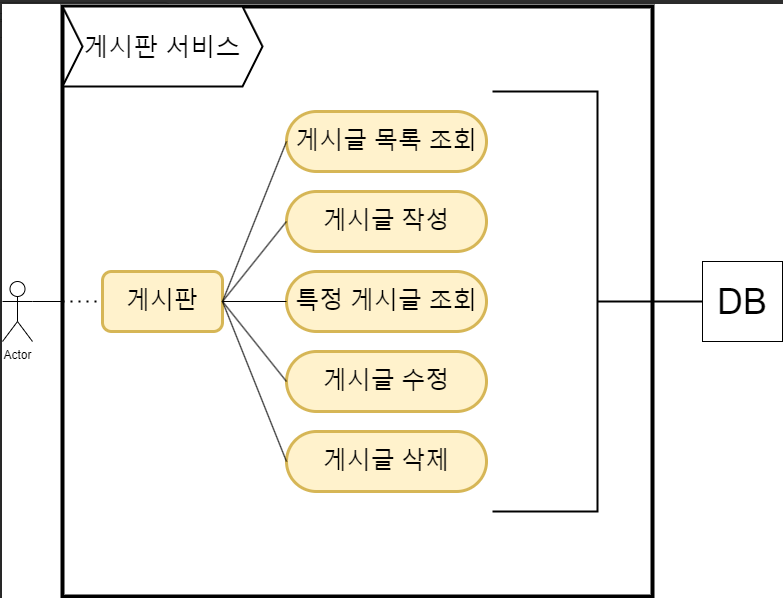 게시판 서비스
게시글 목록 조회
게시글 작성
게시판
특정 게시글 조회
DB
Actor
게시글 수정
게시글 삭제